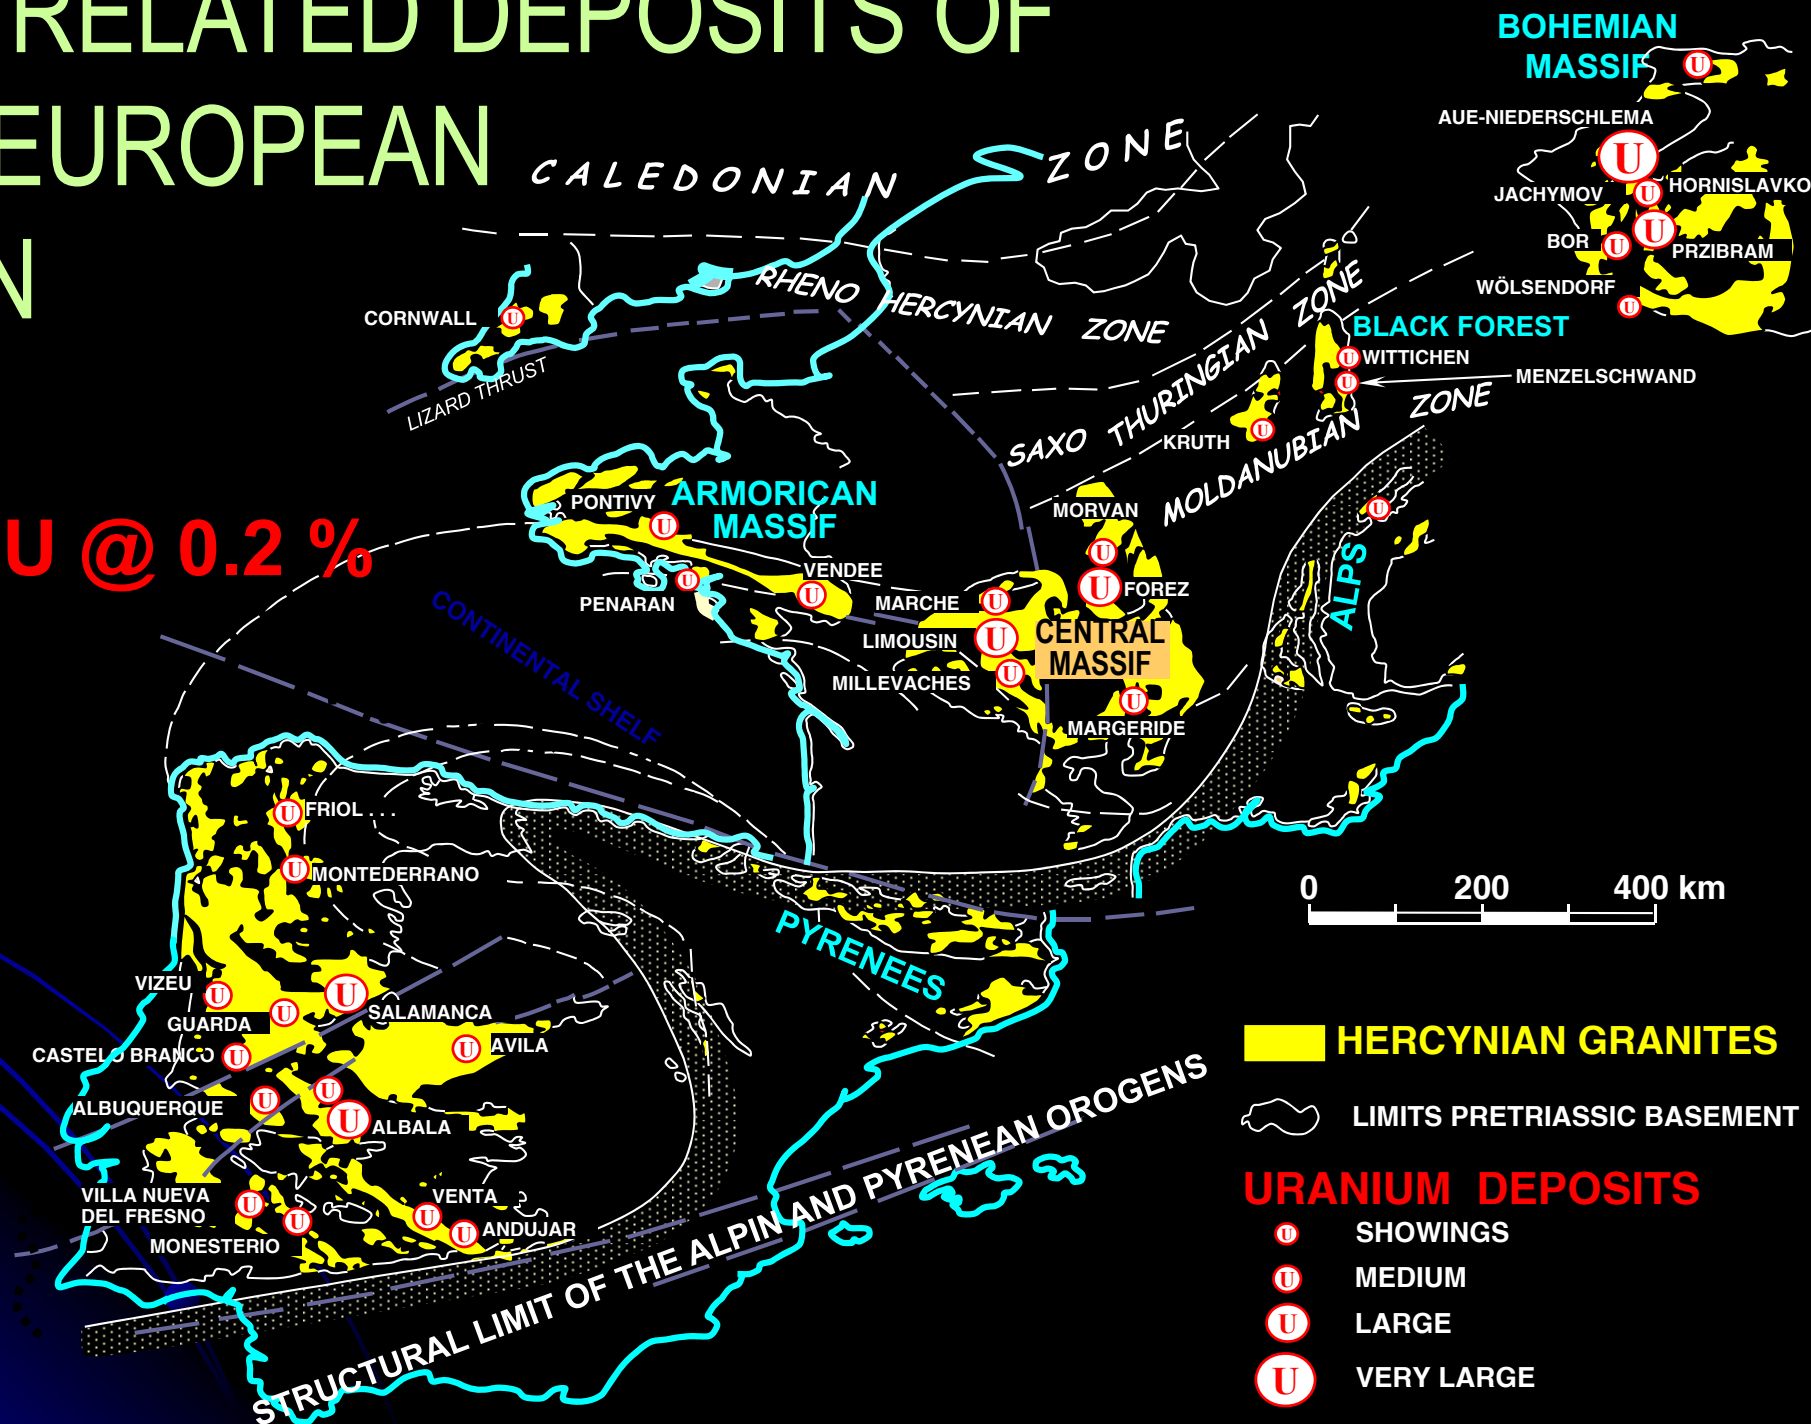 RELATED DEPOSITS OF
EUROPEAN
N
U @ 0.2 %
CALEDONIAN ZONE
RHENO HERCYNIAN ZONE
SAXO THURINGIAN ZONE
MOLDANUBIAN ZONE
BOHEMIAN
MASSIF
U
AUE-NIEDERSCHLEMA
U
JACHYMOV
U
HORNISLAVKO
BOR
U
U
PRZIBRAM
WÖLSENDORF
U
CORNWALL
U
LIZARD THRUST
BLACK FOREST
U
WITTICHEN
U
MENZELSCHWAND
KRUTH
U
PONTIVY
U
ARMORICAN
MASSIF
PENARAN
U
VENDEE
U
MORVAN
U
U
FOREZ
MARCHE
U
LIMOUSIN
U
CENTRAL
MASSIF
MILLEVACHES
U
U
MARGERIDE
U
ALPS
CONTINENTAL SHELF
U
FRIOL . . .
U
MONTEDERRANO
PYRENEES
VIZEU
U
GUARDA
U
U
SALAMANCA
CASTELO BRANCO
U
U
AVILA
ALBUQUERQUE
U
U
U
ALBALA
VILLA NUEVA
DEL FRESNO
U
MONESTERIO
U
VENTA
U
U
ANDUJAR
STRUCTURAL LIMIT OF THE ALPIN AND PYRENEAN OROGENS
0 200 400 km
HERCYNIAN GRANITES
LIMITS PRETRIASSIC BASEMENT
URANIUM DEPOSITS
U SHOWINGS
U MEDIUM
U LARGE
U VERY LARGE